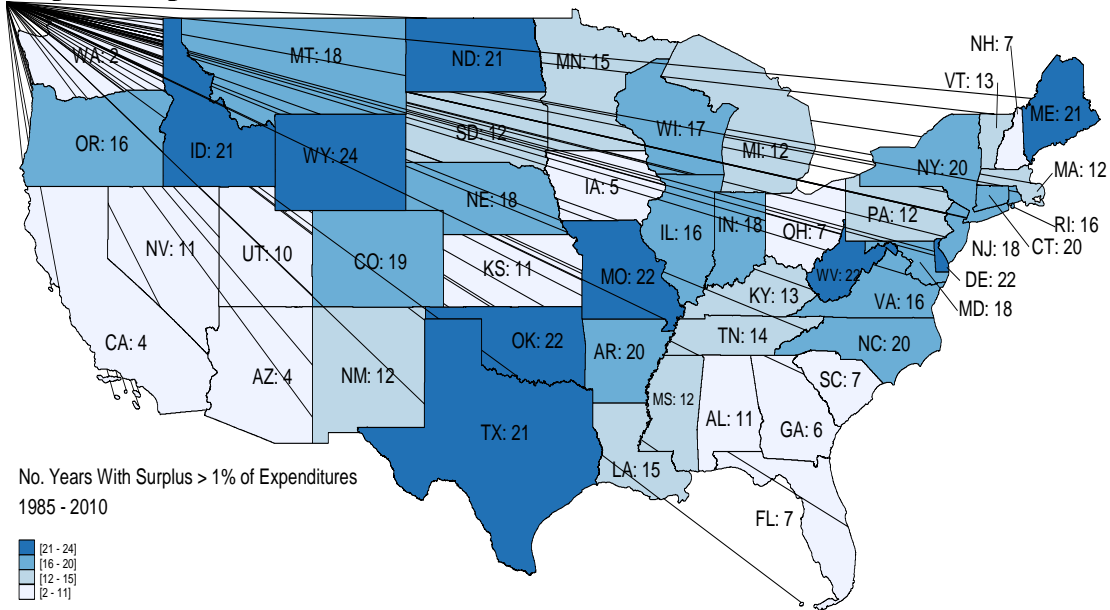 NH: 7
WA: 2
MT: 18
ND: 21
MN: 15
VT: 13
ME: 21
OR: 16
ID: 21
WY: 24
SD: 12
WI: 17
MI: 12
NY: 20
MA: 12
IA: 5
NE: 18
PA: 12
RI: 16
NV: 11
UT: 10
CO: 19
KS: 11
MO: 22
IL: 16
IN: 18
OH: 7
WV: 22
NJ: 18
CT: 20
DE: 22
KY: 13
VA: 16
MD: 18
CA: 4
AZ: 4
NM: 12
OK: 22
AR: 20
TN: 14
NC: 20
SC: 7
MS: 12
AL: 11
GA: 6
TX: 21
LA: 15
FL: 7
No. Years With Surplus > 1% of Expenditures
1985 - 2010
[21 - 24]
[16 - 20]
[12 - 15]
[2 - 11]